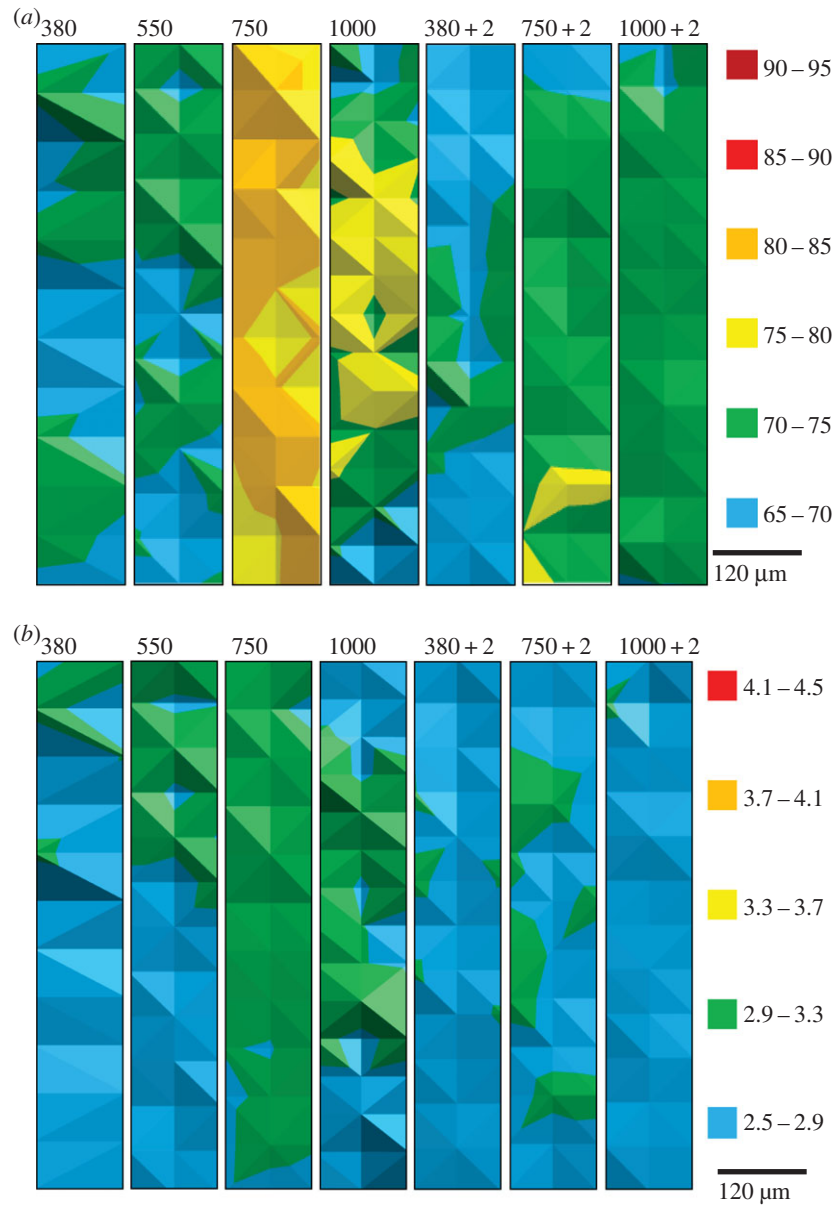 (a) 380 550 750 1000 380 + 2 750 + 2 1000 + 2
90 – 95
85 – 90
80 – 85
75 – 80
70 – 75
65 – 70
120 µm
(b) 380 550 750 1000 380 + 2 750 + 2 1000 + 2
4.1 – 4.5
3.7 – 4.1
3.3 – 3.7
2.9 – 3.3
2.5 – 2.9
120 µm